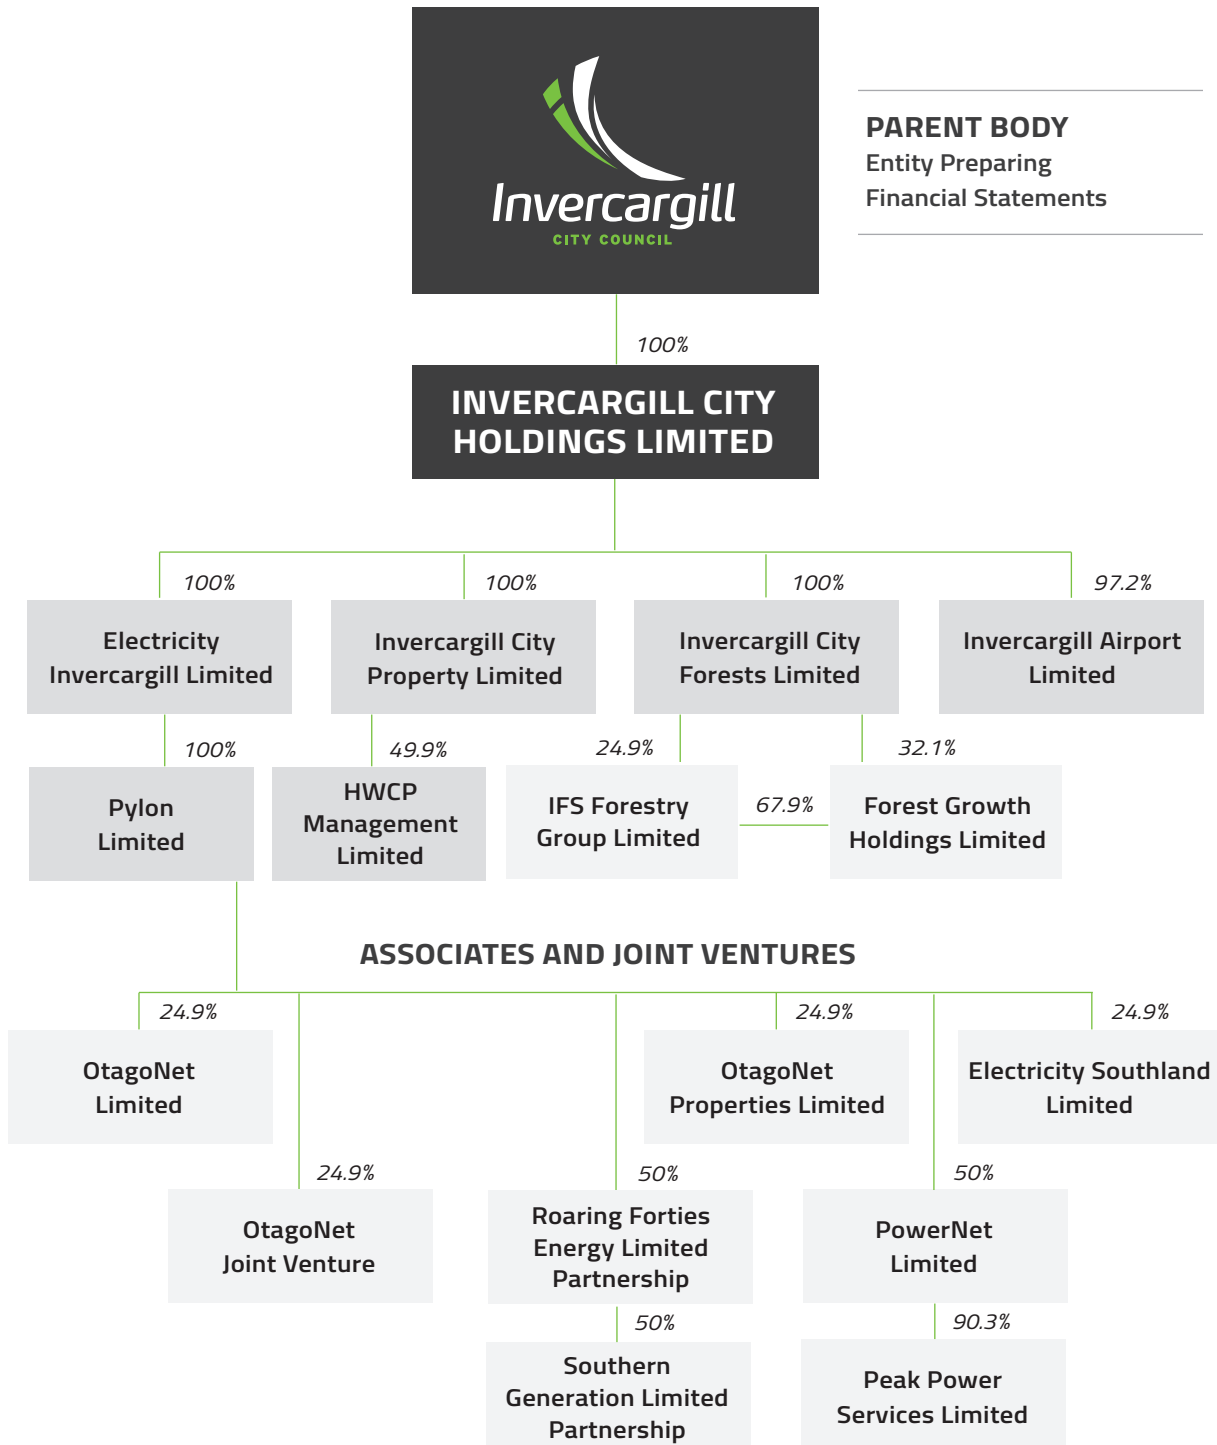 Invercargill
CITY COUNCIL
PARENT BODY
Entity Preparing
Financial Statements
100%
INVERCARGILL CITY
HOLDINGS LIMITED
100%
100%
100%
97.2%
Electricity
Invercargill Limited
Invercargill City
Property Limited
Invercargill City
Forests Limited
Invercargill Airport
Limited
100%
49.9%
24.9%
32.1%
Pylon
Limited
HWCP
Management
Limited
IFS Forestry
Group Limited
67.9%
Forest Growth
Holdings Limited
ASSOCIATES AND JOINT VENTURES
24.9%
24.9%
24.9%
OtagoNet
Limited
OtagoNet
Properties Limited
Electricity Southland
Limited
24.9%
50%
50%
OtagoNet
Joint Venture
Roaring Forties
Energy Limited
Partnership
PowerNet
Limited
50%
90.3%
Southern
Generation Limited
Partnership
Peak Power
Services Limited